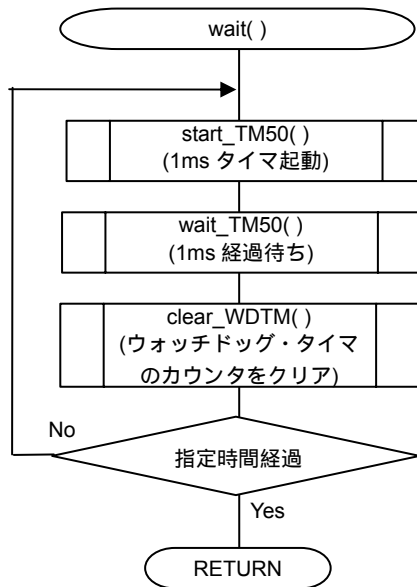 wait( )
start_TM50( )
(1ms タイマ起動)
wait_TM50( )
(1ms 経過待ち)
clear_WDTM( )
(ウォッチドッグ・タイマ
のカウンタをクリア)
No
指定時間経過
Yes
RETURN